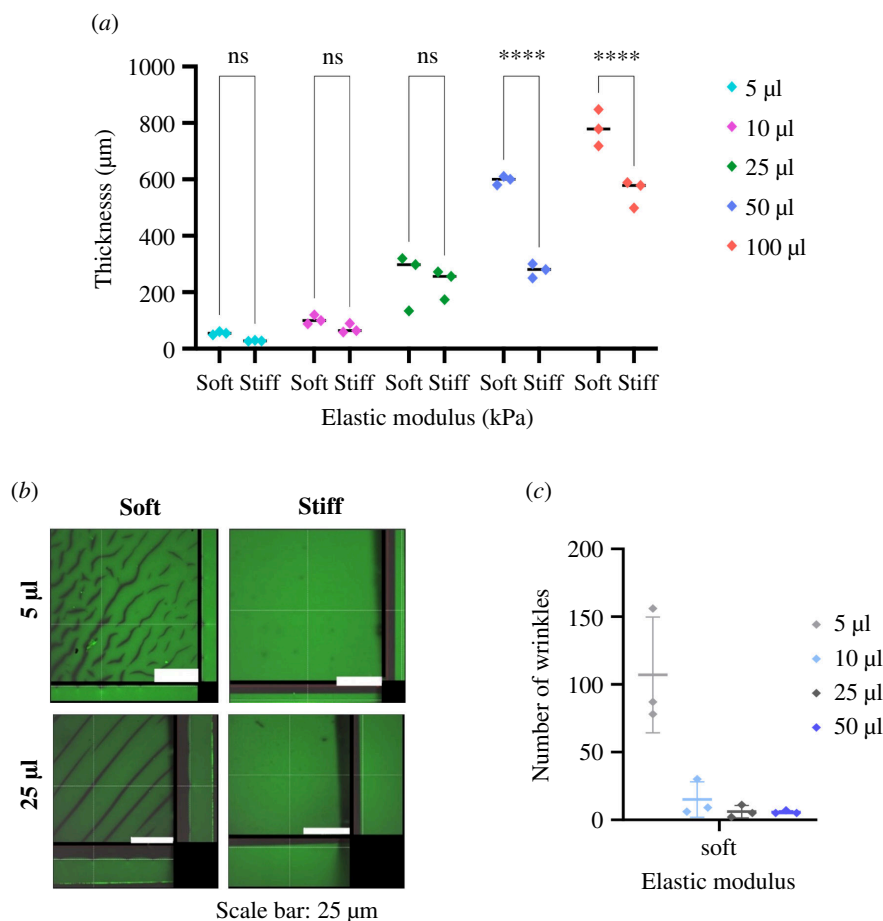 (a)
ns ns ns **** ****
1000
800
600
400
200
0
Thicknesss (µm)
Soft Stiff Soft Stiff Soft Stiff Soft Stiff Soft Stiff
Elastic modulus (kPa)
5 µl
10 µl
25 µl
50 µl
100 µl
(b)
Soft Stiff
5 µl
25 µl
Scale bar: 25 µm
(c)
200
150
100
50
0
Number of wrinkles
soft
Elastic modulus
5 µl
10 µl
25 µl
50 µl